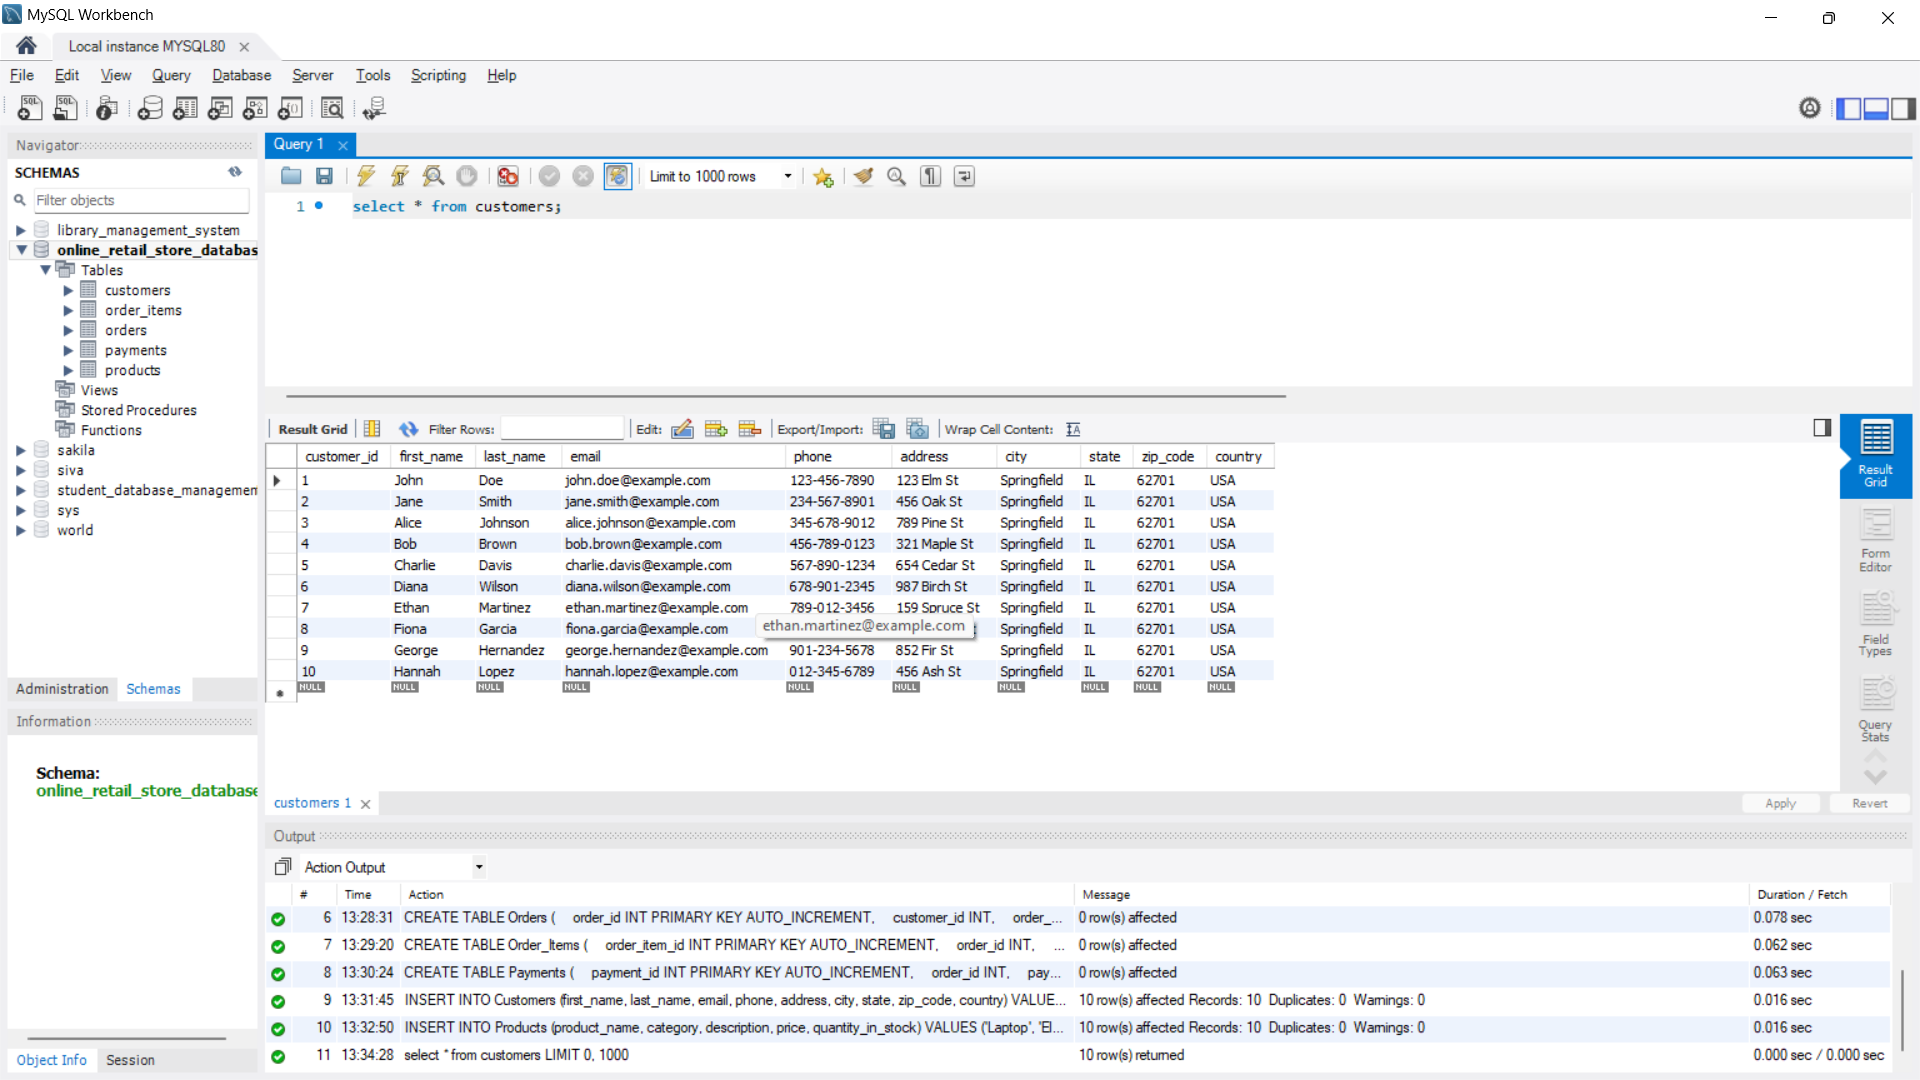 MySQL Workbench
Local instance MYSQL80
File Edit View Query Database Server Tools Scripting Help
Navigator
SCHEMAS
Filter objects
library_management_system
online_retail_store_databas
Tables
customers
order_items
orders
payments
products
Views
Stored Procedures
Functions
sakila
siva
student_database_managemen
sys
world
Administration Schemas
Information
Schema:
online_retail_store_database
Object Info Session
Query 1
Limit to 1000 rows
1 select * from customers;
Result Grid Filter Rows: Edit: Export/Import: Wrap Cell Content:
customer_id first_name last_name email phone address city state zip_code country
1 John Doe john.doe@example.com 123-456-7890 123 Elm St Springfield IL 62701 USA
2 Jane Smith jane.smith@example.com 234-567-8901 456 Oak St Springfield IL 62701 USA
3 Alice Johnson alice.johnson@example.com 345-678-9012 789 Pine St Springfield IL 62701 USA
4 Bob Brown bob.brown@example.com 456-789-0123 321 Maple St Springfield IL 62701 USA
5 Charlie Davis charlie.davis@example.com 567-890-1234 654 Cedar St Springfield IL 62701 USA
6 Diana Wilson diana.wilson@example.com 678-901-2345 987 Birch St Springfield IL 62701 USA
7 Ethan Martinez ethan.martinez@example.com 789-012-3456 159 Spruce St Springfield IL 62701 USA
ethan.martinez@example.com
8 Fiona Garcia fiona.garcia@example.com Springfield IL 62701 USA
9 George Hernandez george.hernandez@example.com 901-234-5678 852 Fir St Springfield IL 62701 USA
10 Hannah Lopez hannah.lopez@example.com 012-345-6789 456 Ash St Springfield IL 62701 USA
NULL NULL NULL NULL NULL NULL NULL NULL NULL NULL
Result Grid
Form Editor
Field Types
Query Stats
customers 1
Apply Revert
Output
Action Output
# Time Action Message Duration / Fetch
6 13:28:31 CREATE TABLE Orders ( order_id INT PRIMARY KEY AUTO_INCREMENT, customer_id INT, order_... 0 row(s) affected 0.078 sec
7 13:29:20 CREATE TABLE Order_Items ( order_item_id INT PRIMARY KEY AUTO_INCREMENT, order_id INT, ... 0 row(s) affected 0.062 sec
8 13:30:24 CREATE TABLE Payments ( payment_id INT PRIMARY KEY AUTO_INCREMENT, order_id INT, pay... 0 row(s) affected 0.063 sec
9 13:31:45 INSERT INTO Customers (first_name, last_name, email, phone, address, city, state, zip_code, country) VALUE... 10 row(s) affected Records: 10 Duplicates: 0 Warnings: 0 0.016 sec
10 13:32:50 INSERT INTO Products (product_name, category, description, price, quantity_in_stock) VALUES ('Laptop', 'El... 10 row(s) affected Records: 10 Duplicates: 0 Warnings: 0 0.016 sec
11 13:34:28 select * from customers LIMIT 0, 1000 10 row(s) returned 0.000 sec / 0.000 sec